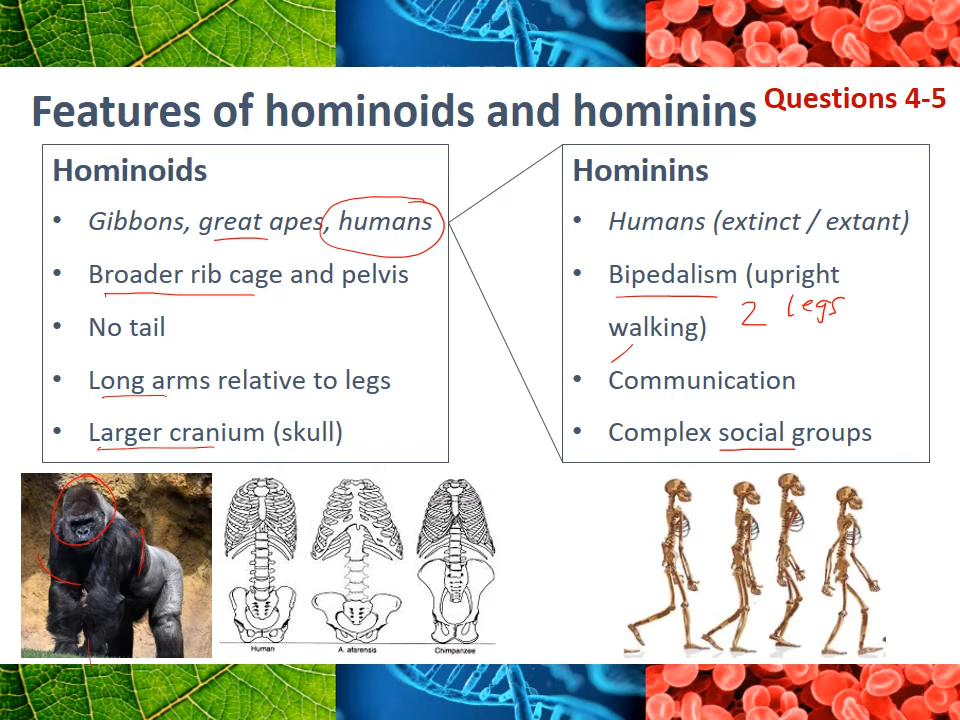 Features of hominoids and hominins
Questions 4-5
Hominoids
• Gibbons, great apes, humans
• Broader rib cage and pelvis
• No tail
• Long arms relative to legs
• Larger cranium (skull)
Hominins
• Humans (extinct / extant)
• Bipedalism (upright
walking)
2 legs
• Communication
• Complex social groups
Human
A. afarensis
Chimpanzee